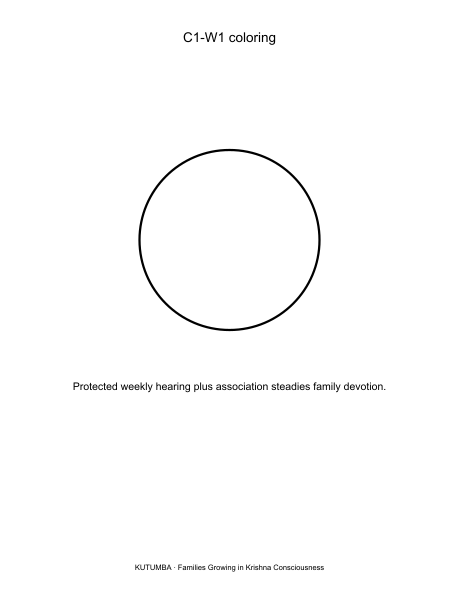 C1-W1 coloring
Protected weekly hearing plus association steadies family devotion.
KUTUMBA · Families Growing in Krishna Consciousness